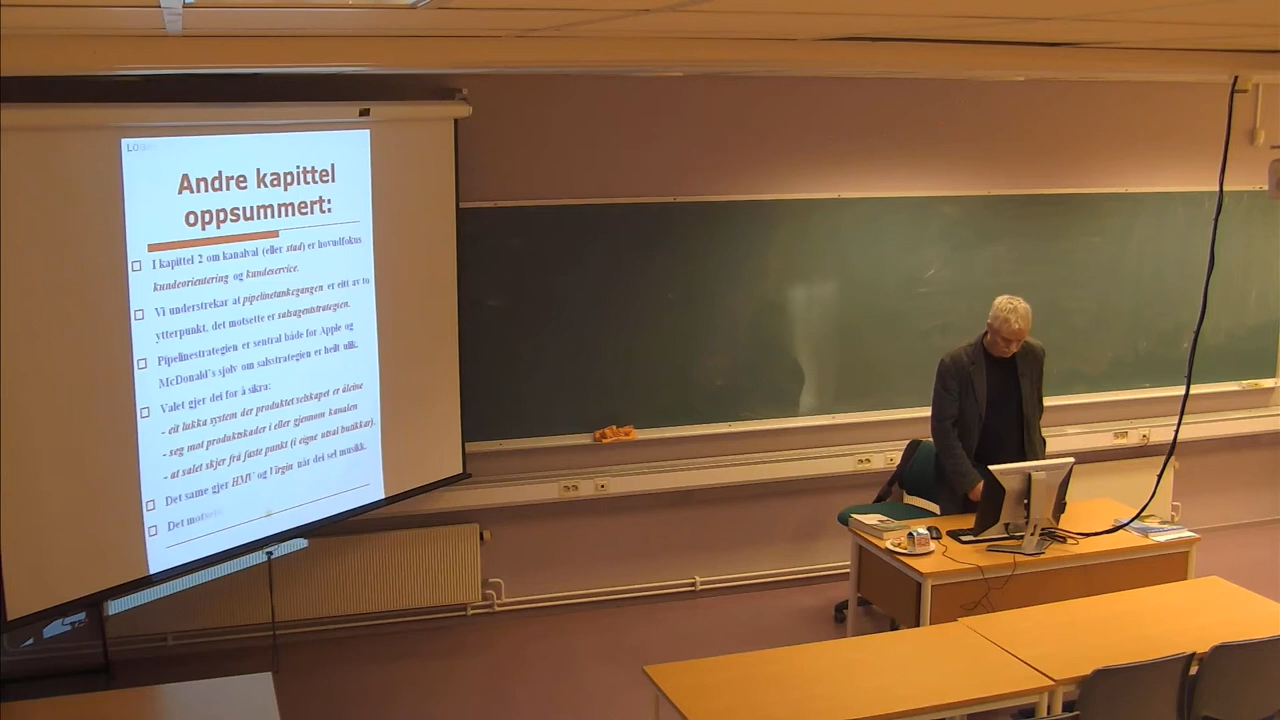 Andre kapittel
oppsummert:
I kapittel 2 om kanalval (eller stad) er hovudfokus
kundeorientering og kundeservice.
Vi understrekar at pipelinetankegangen er eitt av to
ytterpunkt, det motsette er salsagentstrategien.
Pipelinestrategien er sentral både for Apple og
McDonald's sjølv om salsstrategien er heilt ulik.
Valet gjer dei for å sikra:
- eit lukka system der produktet/selskapet er åleine
- seg mot produktskader i eller gjennom kanalen
- at salet skjer frå faste punkt (i eigne utsal/butikkar).
Det same gjer HMV og Virgin når dei sel musikk.
Det